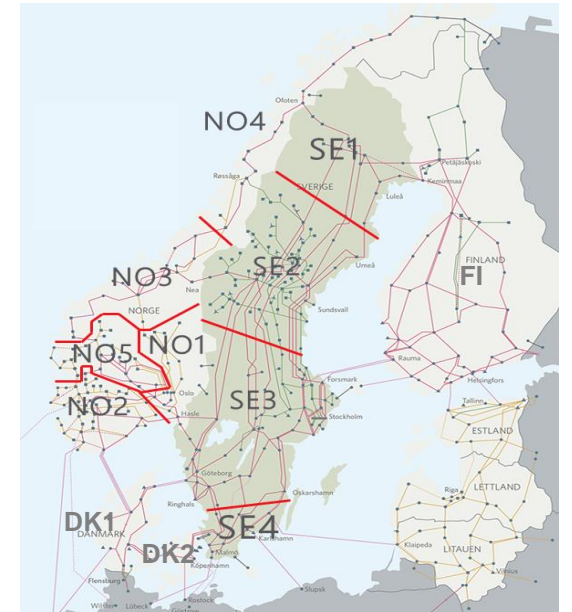 Ofoten
NO4
SE1
Petäjäskoski
Røssåga
Keminmaa
SVERIGE
Luleå
NO3
SE2
Umeå
FINLAND
FI
Nea
NORGE
Sundsvall
NO5
NO1
Rauma
Forsmark
Helsingfors
Oslo
NO2
Hasle
SE3
Stockholm
Tallinn
ESTLAND
Göteborg
Riga
LETTLAND
Ringhals
Oskarshamn
DK1
DANMARK
SE4
Karlshamn
DK2
Malmö
Köpenhamn
Klaipeda
LITAUEN
Vilnius
Flensburg
Slupsk
Rostock
Lübeck